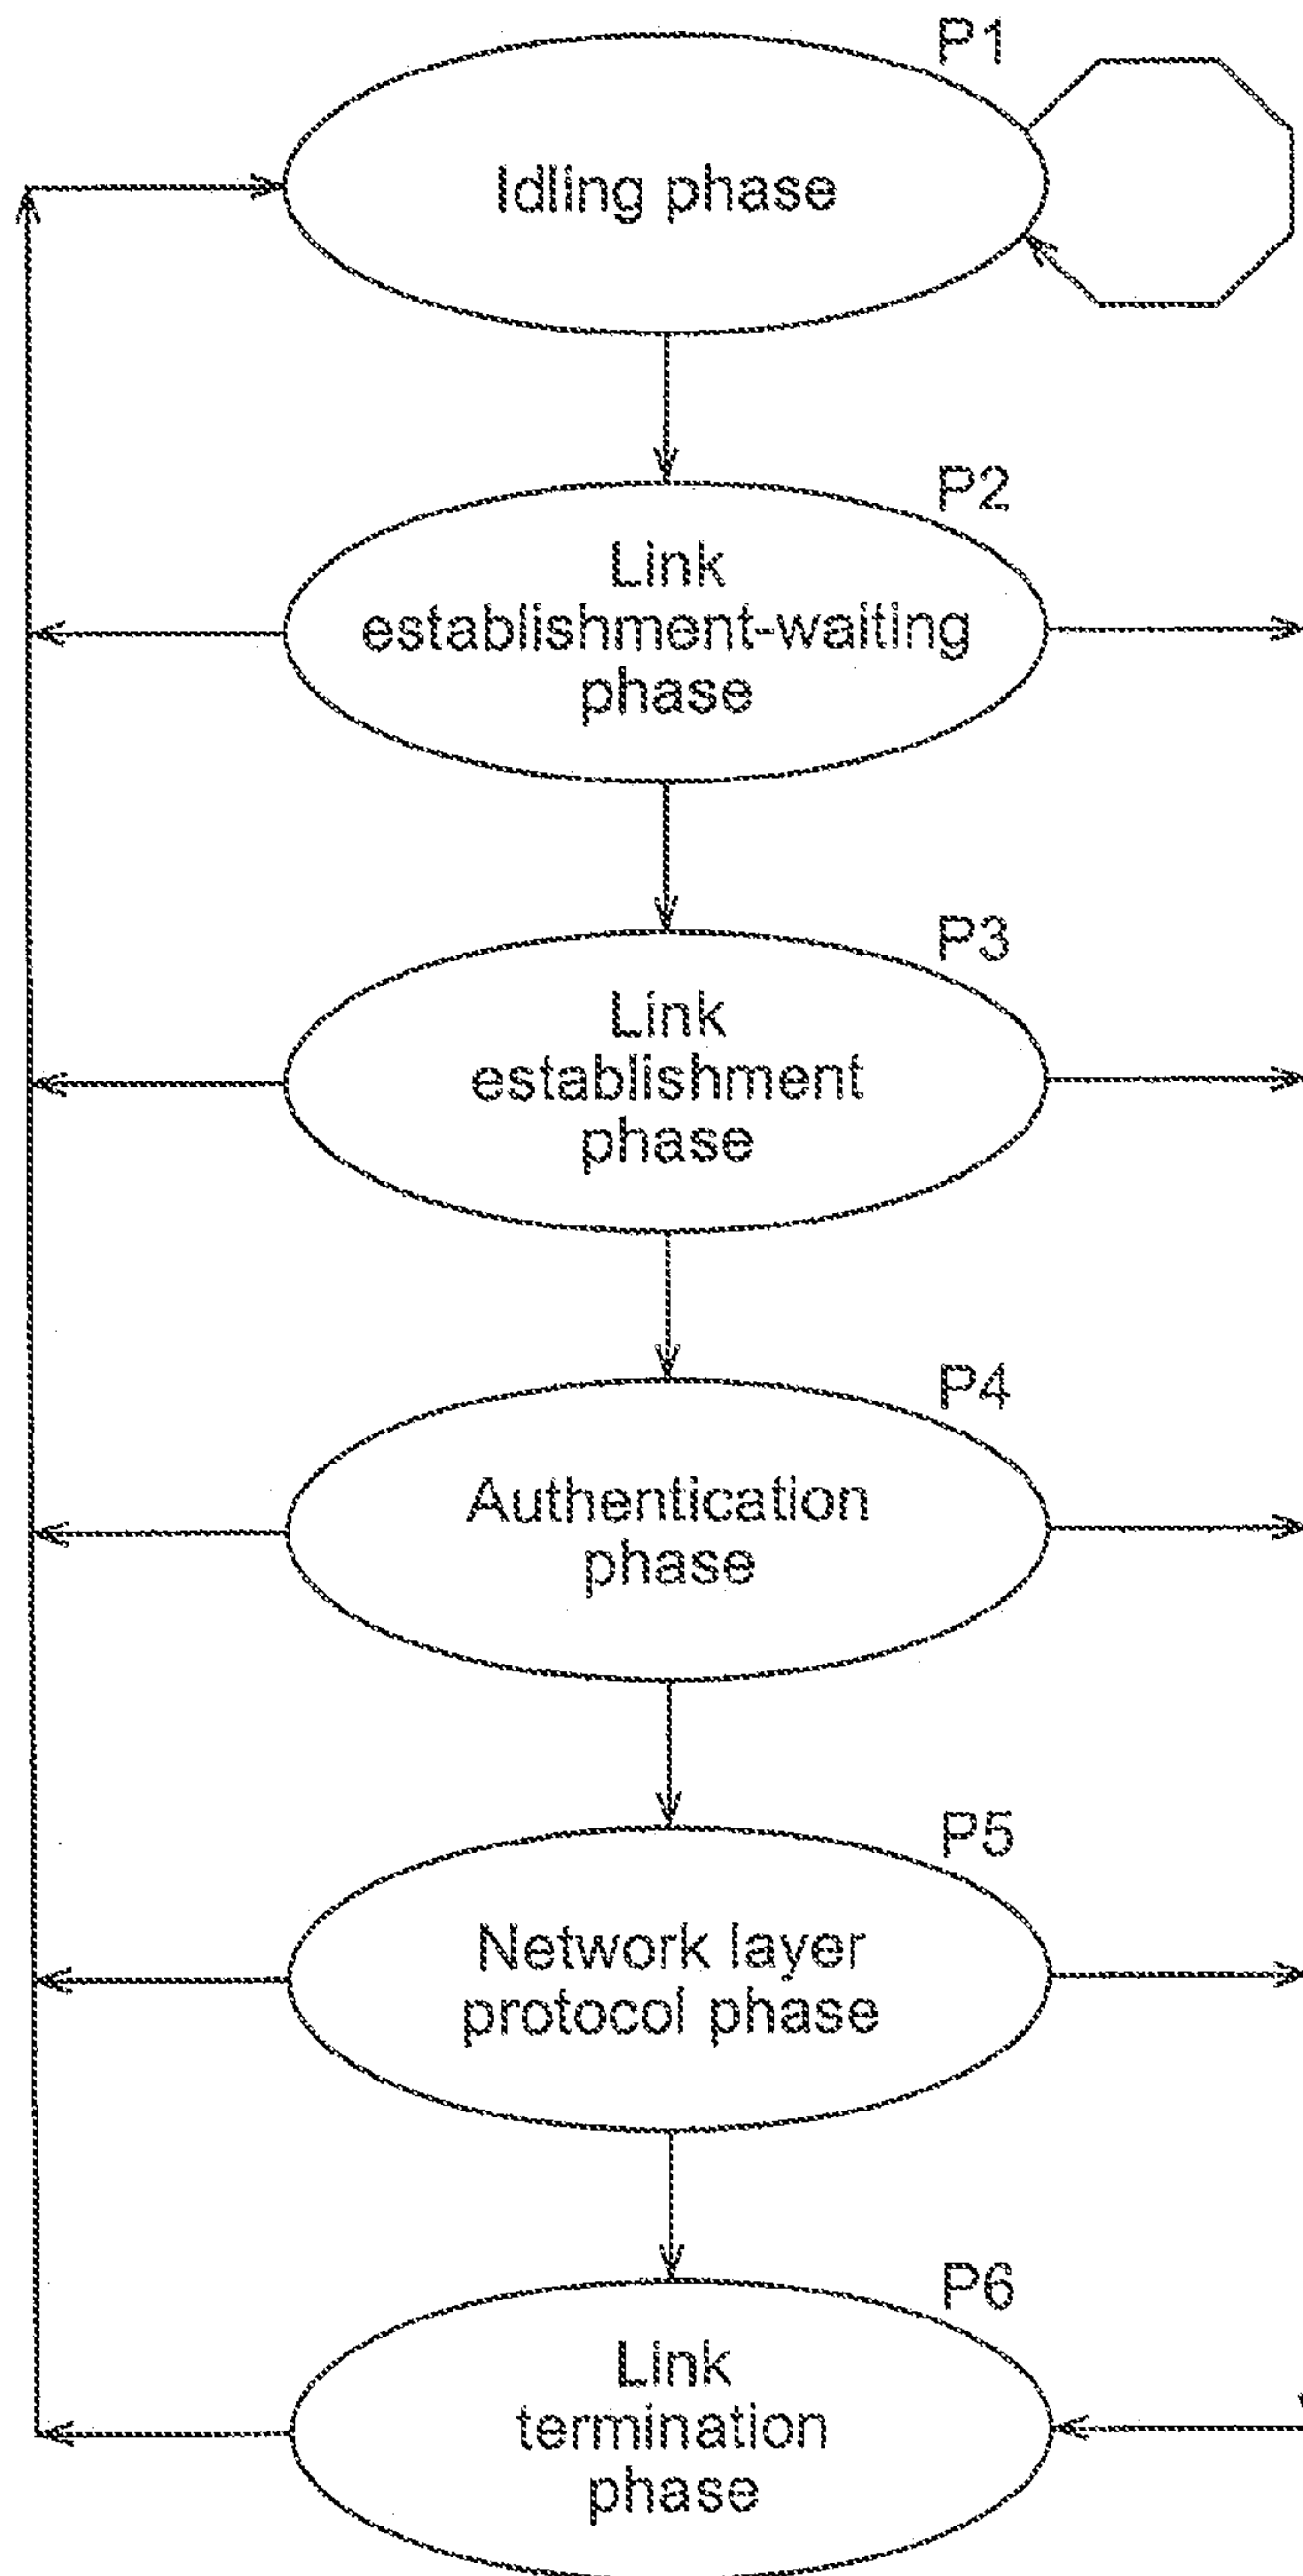 P1
Idling phase
P2
Link
establishment-waiting
phase
P3
Link
establishment
phase
P4
Authentication
phase
P5
Network layer
protocol phase
P6
Link
termination
phase